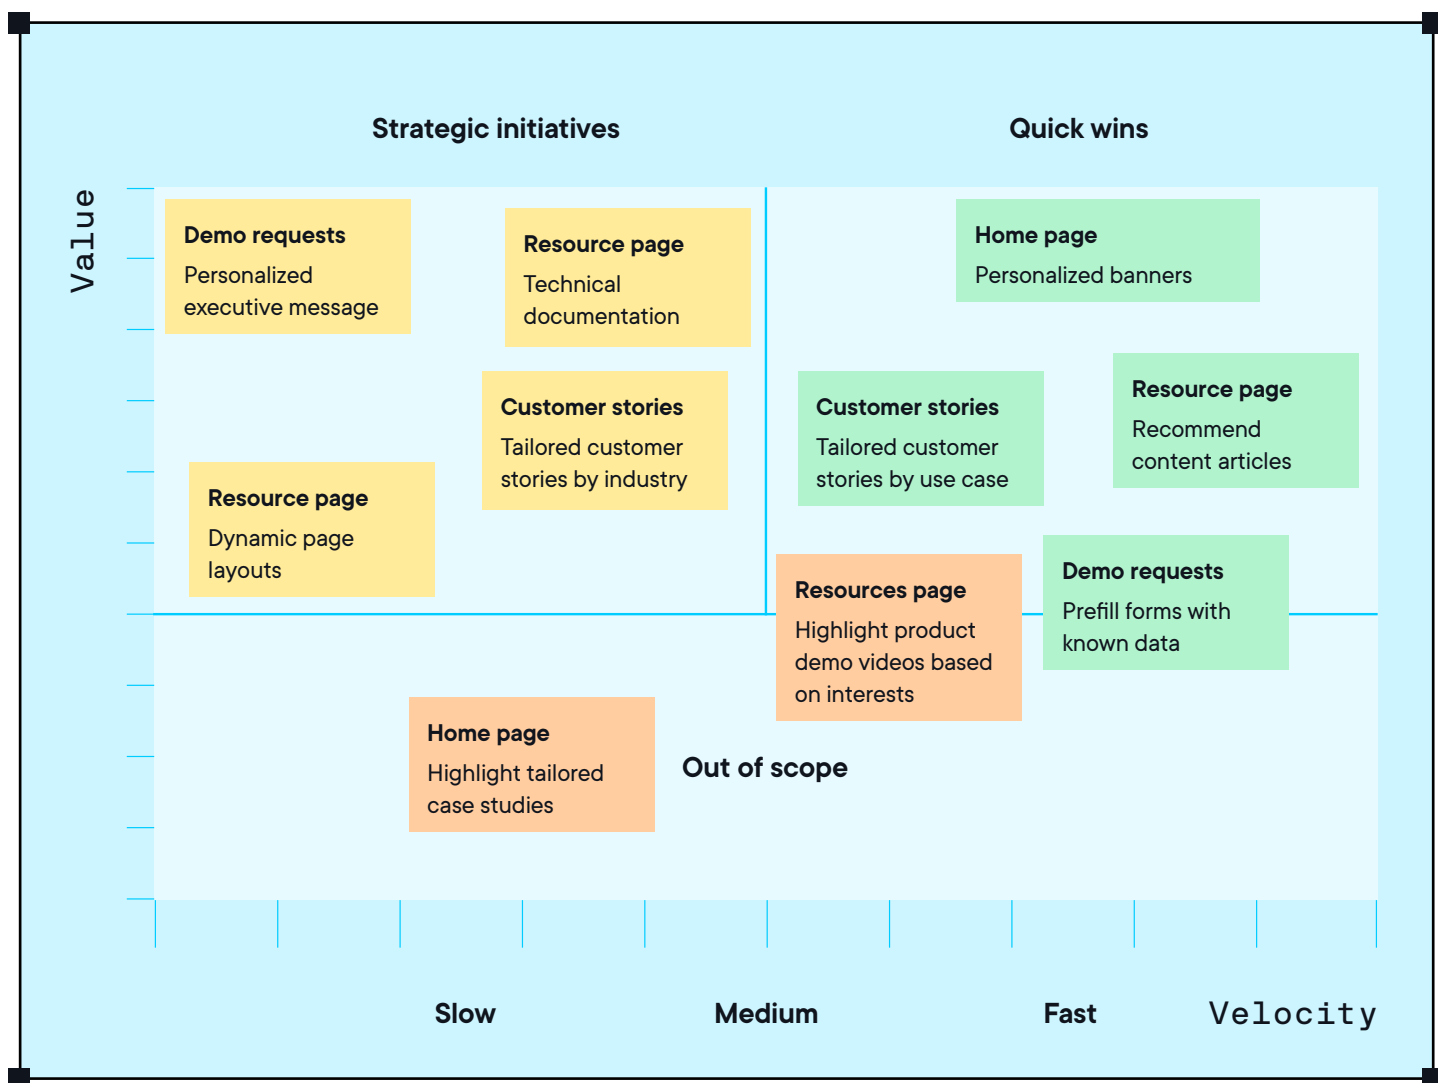 Strategic initiatives
Quick wins
Value
Demo requests
Personalized
executive message
Resource page
Technical
documentation
Home page
Personalized banners
Customer stories
Tailored customer
stories by industry
Customer stories
Tailored customer
stories by use case
Resource page
Recommend
content articles
Resource page
Dynamic page
layouts
Resources page
Highlight product
demo videos based
on interests
Demo requests
Prefill forms with
known data
Home page
Highlight tailored
case studies
Out of scope
Slow
Medium
Fast
Velocity